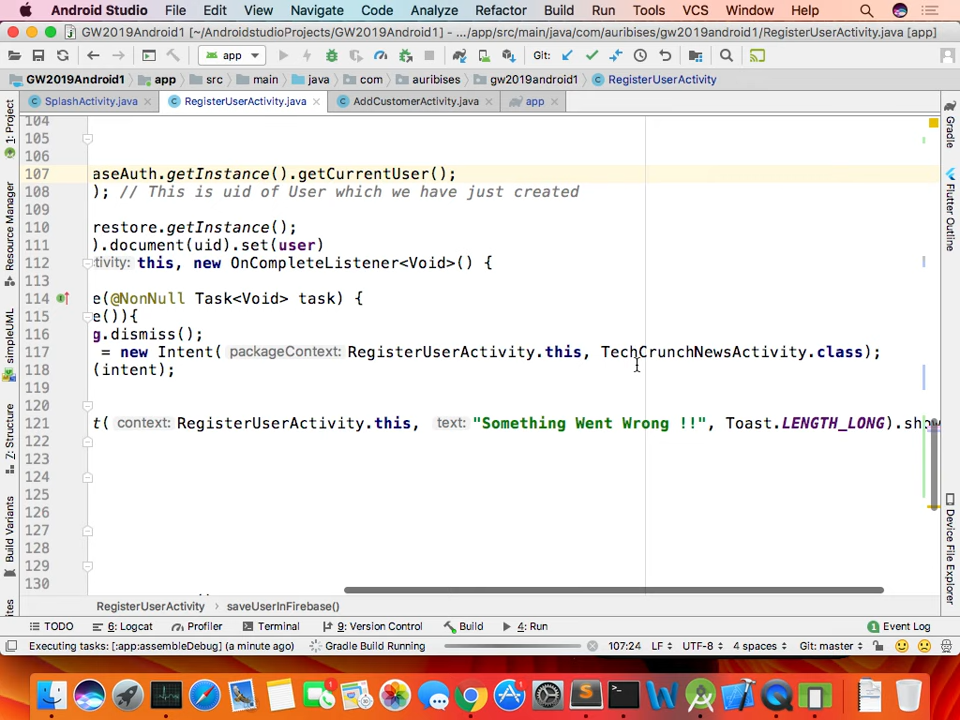 Android Studio File Edit View Navigate Code Analyze Refactor Build Run Tools VCS Window Help
GW2019Android1 [~/AndroidstudioProjects/GW2019Android1] - .../app/src/main/java/com/auribises/gw2019android1/RegisterUserActivity.java [app]
app Git:
GW2019Android1 app src main java com auribises gw2019android1 RegisterUserActivity
SplashActivity.java RegisterUserActivity.java AddCustomerActivity.java app
104
105
106
107 aseAuth.getInstance().getCurrentUser();
108 ); // This is uid of User which we have just created
109
110 restore.getInstance();
111 ).document(uid).set(user)
112 tivity: this, new OnCompleteListener<Void>() {
113
114 e(@NonNull Task<Void> task) {
115 e()){
116 g.dismiss();
117 = new Intent( packageContext: RegisterUserActivity.this, TechCrunchNewsActivity.class);
118 (intent);
119
120
121 t( context: RegisterUserActivity.this, text: "Something Went Wrong !!", Toast.LENGTH_LONG).show
122
123
124
125
126
127
128
129
130
RegisterUserActivity saveUserInFirebase()
TODO 6: Logcat Profiler Terminal 9: Version Control Build 4: Run 1 Event Log
Executing tasks: [:app:assembleDebug] (a minute ago) Gradle Build Running 107:24 LF UTF-8 4 spaces Git: master
1: Project
Resource Manager
simpleUML
7: Structure
Build Variants
Gradle
Flutter Outline
Device File Explorer